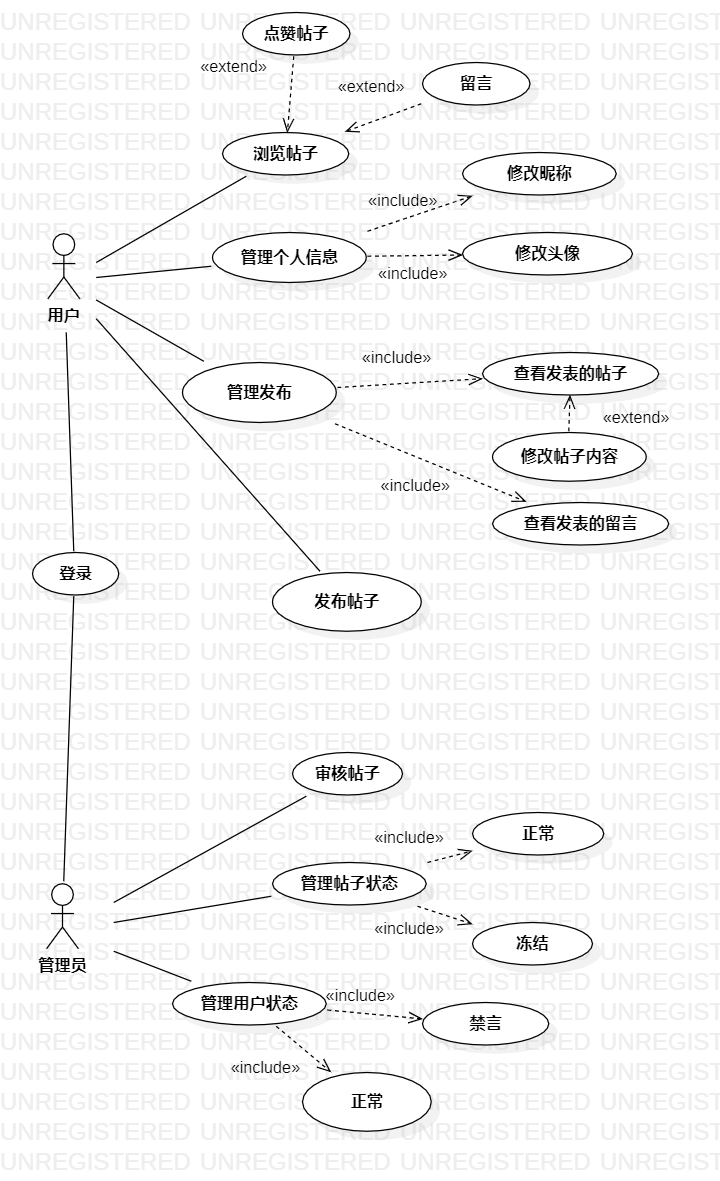 点赞帖子
«extend»
留言
«extend»
浏览帖子
修改昵称
«include»
管理个人信息
修改头像
«include»
用户
«include»
查看发表的帖子
管理发布
«extend»
修改帖子内容
«include»
查看发表的留言
登录
发布帖子
审核帖子
«include»
正常
管理帖子状态
«include»
冻结
管理员
«include»
管理用户状态
禁言
«include»
正常
UNREGISTERED